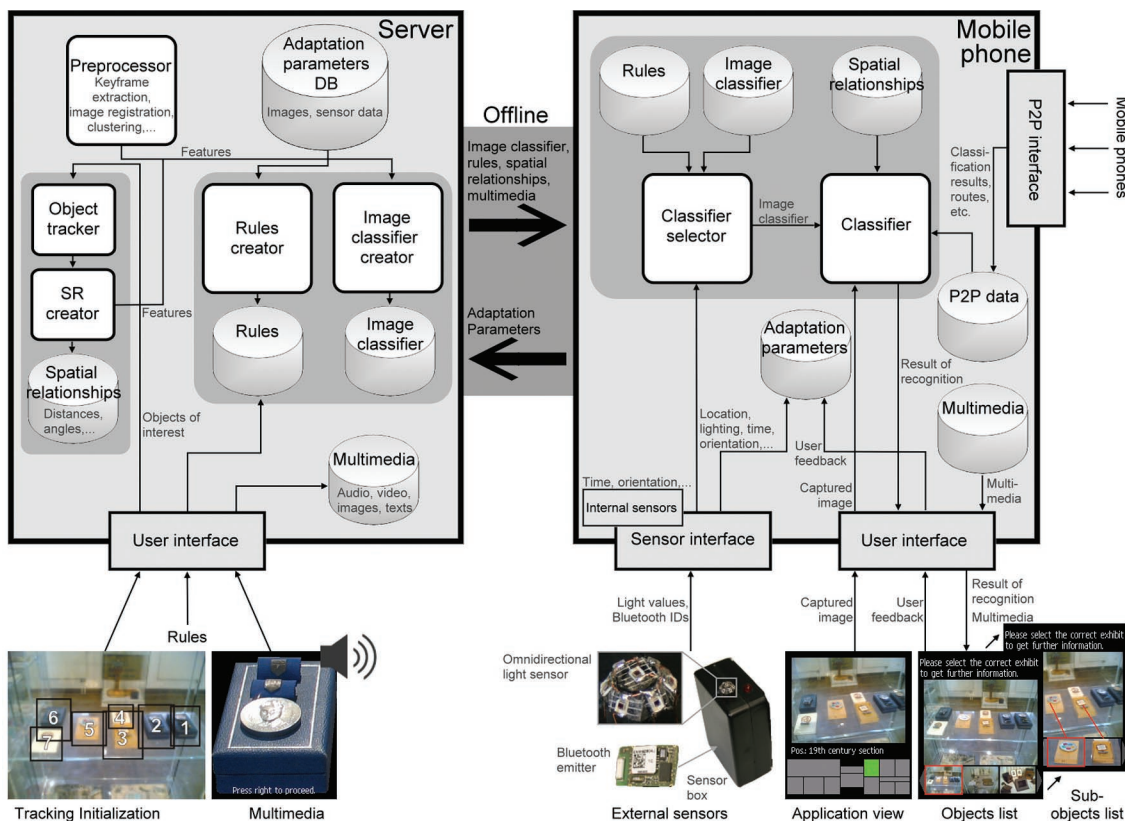 Server
Preprocessor
Keyframe
extraction,
image registration,
clustering,...
Adaptation
parameters
DB
Images, sensor data
Features
Object
tracker
SR
creator
Features
Spatial
relationships
Distances,
angles,...
Rules
creator
Image
classifier
creator
Rules
Image
classifier
Objects of
interest
Multimedia
Audio, video,
images, texts
User interface
Offline
Image classifier,
rules, spatial
relationships,
multimedia
Adaptation
Parameters
Mobile
phone
Rules
Image
classifier
Spatial
relationships
Classifier
selector
Image
classifier
Classifier
P2P interface
Mobile phones
Classi-
fication
results,
routes,
etc.
P2P data
Adaptation
parameters
Result of
recognition
Multimedia
Location,
lighting, time,
orientation,...
User
feedback
Time, orientation,...
Internal sensors
Captured
image
Multi-
media
Sensor interface
User interface
Rules
6
7
5
4
3
2
1
Press right to proceed.
Tracking Initialization
Multimedia
Light values,
Bluetooth IDs
Omnidirectional
light sensor
Bluetooth
emitter
Sensor
box
External sensors
Captured
image
User
feedback
Result of
recognition
Multimedia
Pos: 19th century section
Application view
Please select the correct exhibit
to get further information.
Please select the correct exhibit
to get further information.
Objects list
Sub-
objects list